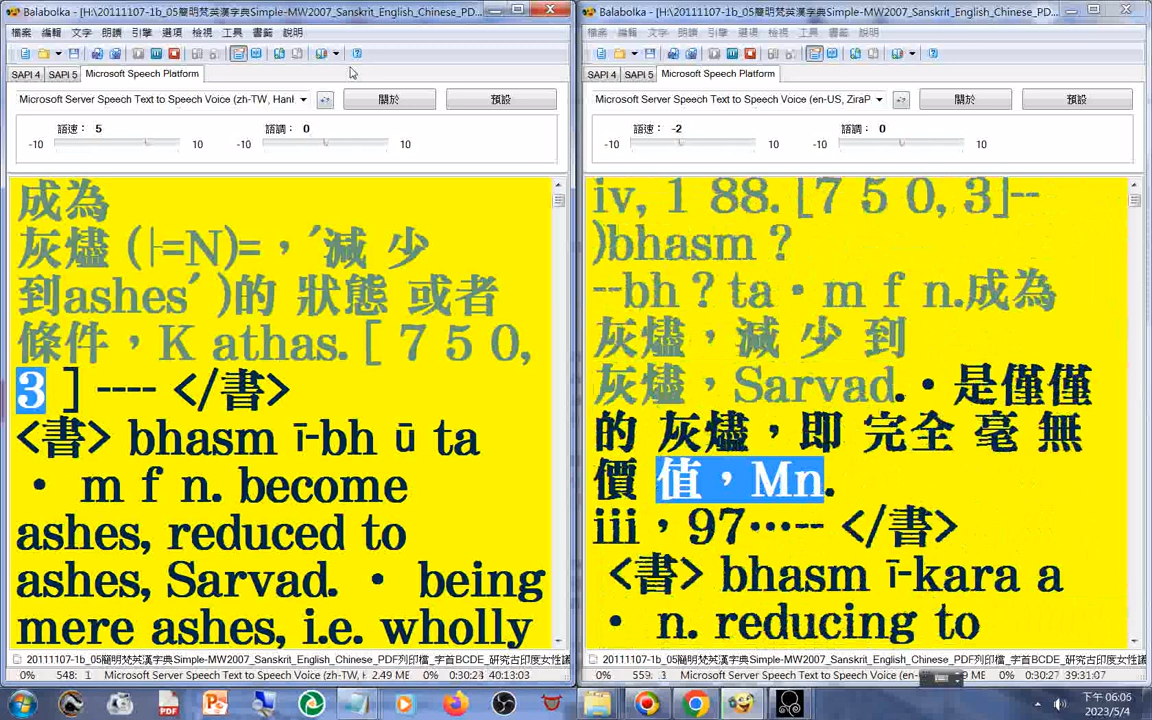 Balabolka - [H:\20111107-1b_05簡明梵英漢字典Simple-MW2007_Sanskrit_English_Chinese_PD...
檔案 編輯 文字 朗讀 引擎 選項 檢視 工具 書籤 說明
SAPI 4 SAPI 5 Microsoft Speech Platform
Microsoft Server Speech Text to Speech Voice (zh-TW, Hanl
關於 預設
語速： 5 語調： 0
-10 10 -10 10
成為
灰燼 (├=N)=，ˊ減 少
到ashesˊ)的 狀態 或者
條件，K athas. [ 7 5 0,
3 ] ---- </書>
<書> bhasm ī-bh ū ta
• m f n. become
ashes, reduced to
ashes, Sarvad. • being
mere ashes, i.e. wholly
20111107-1b_05簡明梵英漢字典Simple-MW2007_Sanskrit_English_Chinese_PDF列印檔_字首BCDE_研究古印度女性議
0% 548: 1 Microsoft Server Speech Text to Speech Voice (zh-TW, H 2.49 MB 0% 0:30:23 40:13:03
Balabolka - [H:\20111107-1b_05簡明梵英漢字典Simple-MW2007_Sanskrit_English_Chinese_PD...
檔案 編輯 文字 朗讀 引擎 選項 檢視 工具 書籤 說明
SAPI 4 SAPI 5 Microsoft Speech Platform
Microsoft Server Speech Text to Speech Voice (en-US, ZiraP
關於 預設
語速： -2 語調： 0
-10 10 -10 10
iv, 1 88. [7 5 0, 3]--
)bhasm ?
--bh ? ta • m f n.成為
灰燼，減 少 到
灰燼，Sarvad. • 是僅僅
的 灰燼，即 完全 毫 無
價 值，Mn.
iii，97…-- </書>
<書> bhasm ī-kara a
• n. reducing to
20111107-1b_05簡明梵英漢字典Simple-MW2007_Sanskrit_English_Chinese_PDF列印檔_字首BCDE_研究古印度女性議
0% 559: Microsoft Server Speech Text to Speech Voice (en-US, Z MB 0% 0:30:27 39:31:07
下午 06:06
2023/5/4